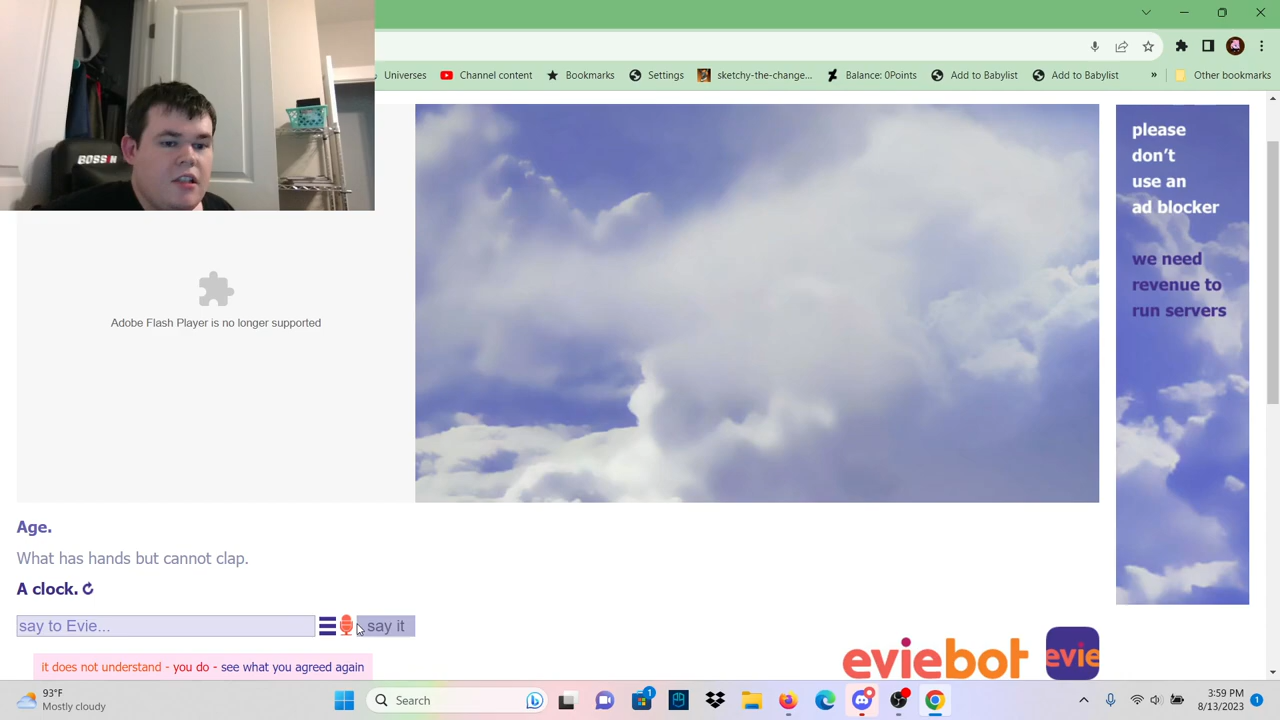 BOSSIN
Universes
Channel content
Bookmarks
Settings
sketchy-the-change...
Balance: 0Points
Add to Babylist
Add to Babylist
»
Other bookmarks
please
don't
use an
ad blocker
we need
revenue to
run servers
Adobe Flash Player is no longer supported
Age.
What has hands but cannot clap.
A clock.
say to Evie...
say it
it does not understand - you do - see what you agreed again
eviebot
evie
93°F
Mostly cloudy
Search
1
3:59 PM
8/13/2023
1